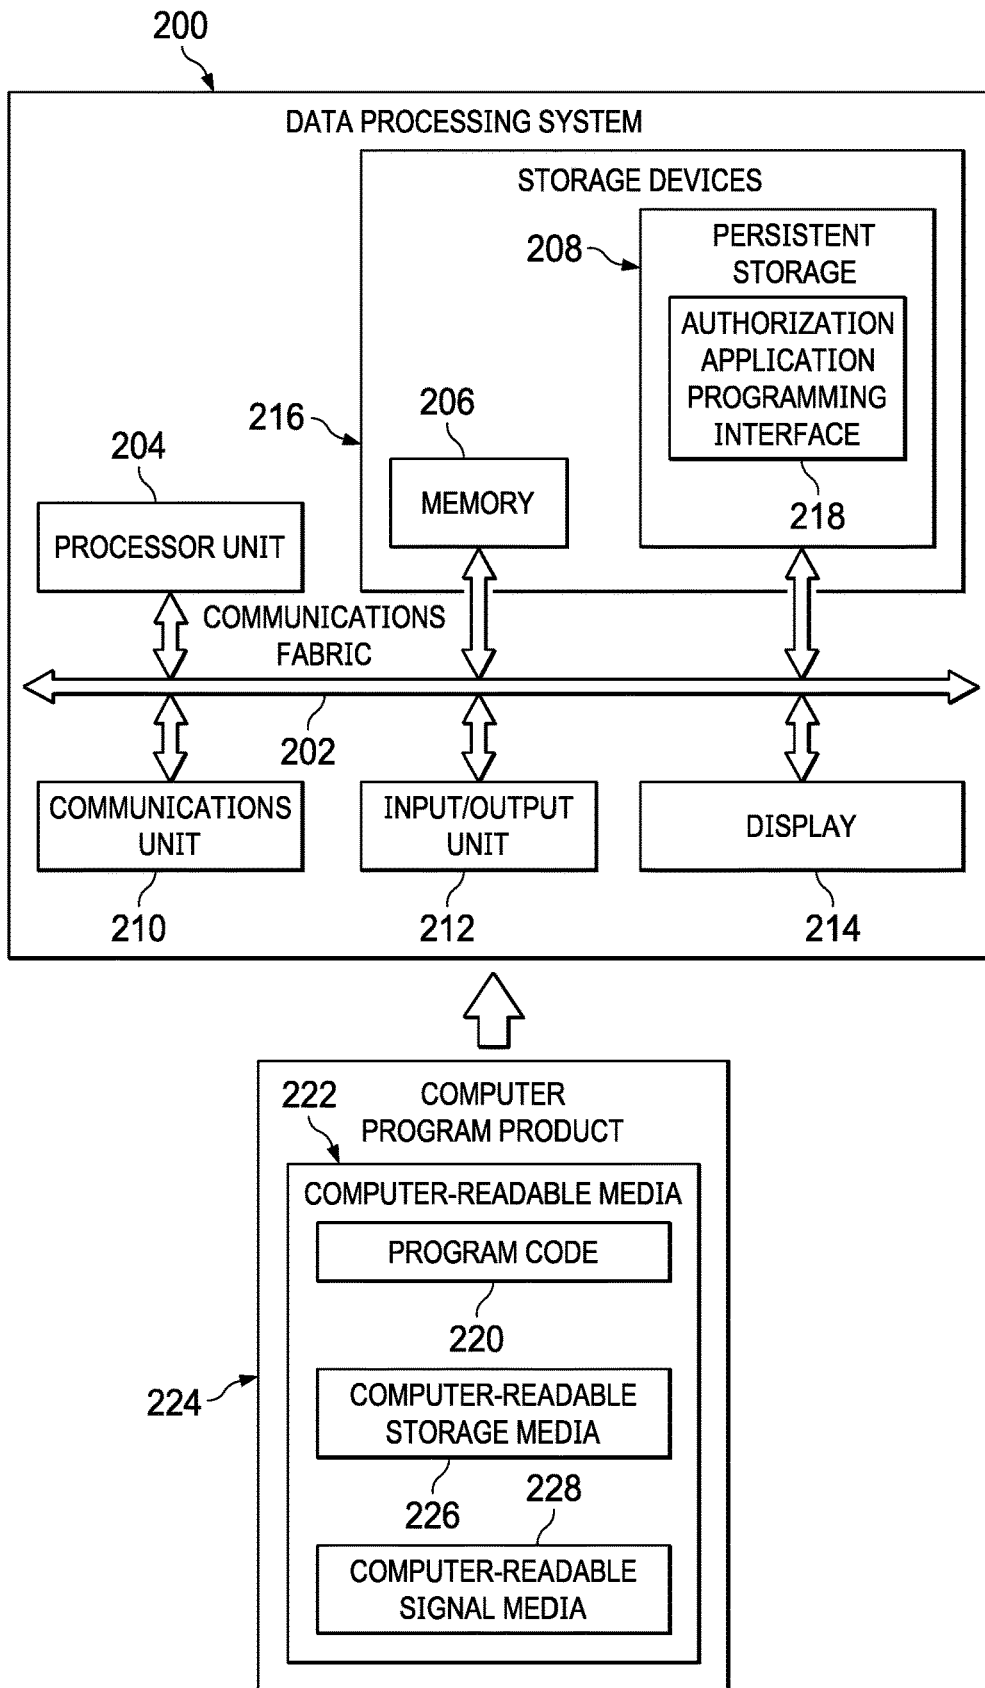 200
DATA PROCESSING SYSTEM
STORAGE DEVICES
208
PERSISTENT
STORAGE
AUTHORIZATION
APPLICATION
PROGRAMMING
INTERFACE
218
216
206
MEMORY
204
PROCESSOR UNIT
COMMUNICATIONS
FABRIC
202
COMMUNICATIONS
UNIT
210
INPUT/OUTPUT
UNIT
212
DISPLAY
214
COMPUTER
PROGRAM PRODUCT
222
COMPUTER-READABLE MEDIA
PROGRAM CODE
220
224
COMPUTER-READABLE
STORAGE MEDIA
226
228
COMPUTER-READABLE
SIGNAL MEDIA